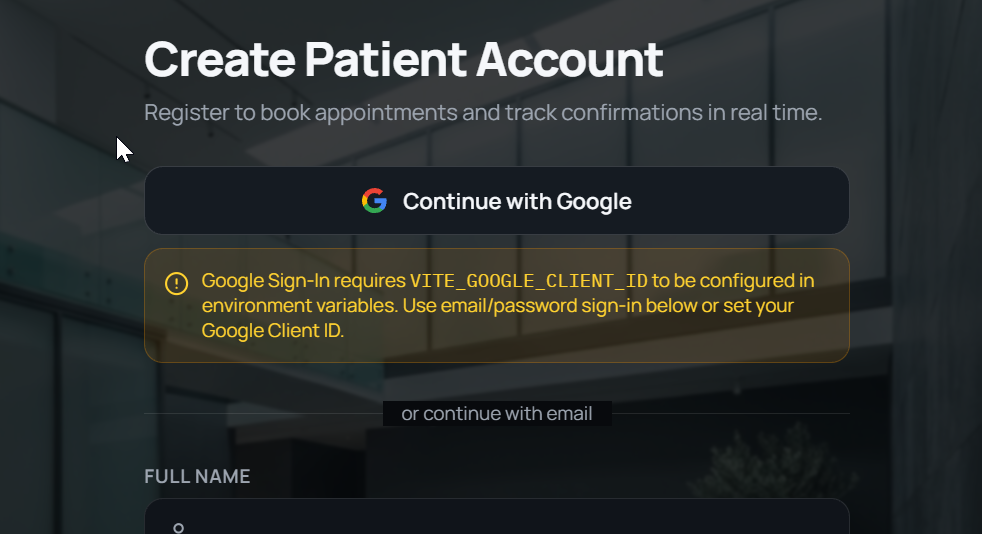 Create Patient Account
Register to book appointments and track confirmations in real time.
Continue with Google
Google Sign-In requires VITE_GOOGLE_CLIENT_ID to be configured in
environment variables. Use email/password sign-in below or set your
Google Client ID.
or continue with email
FULL NAME